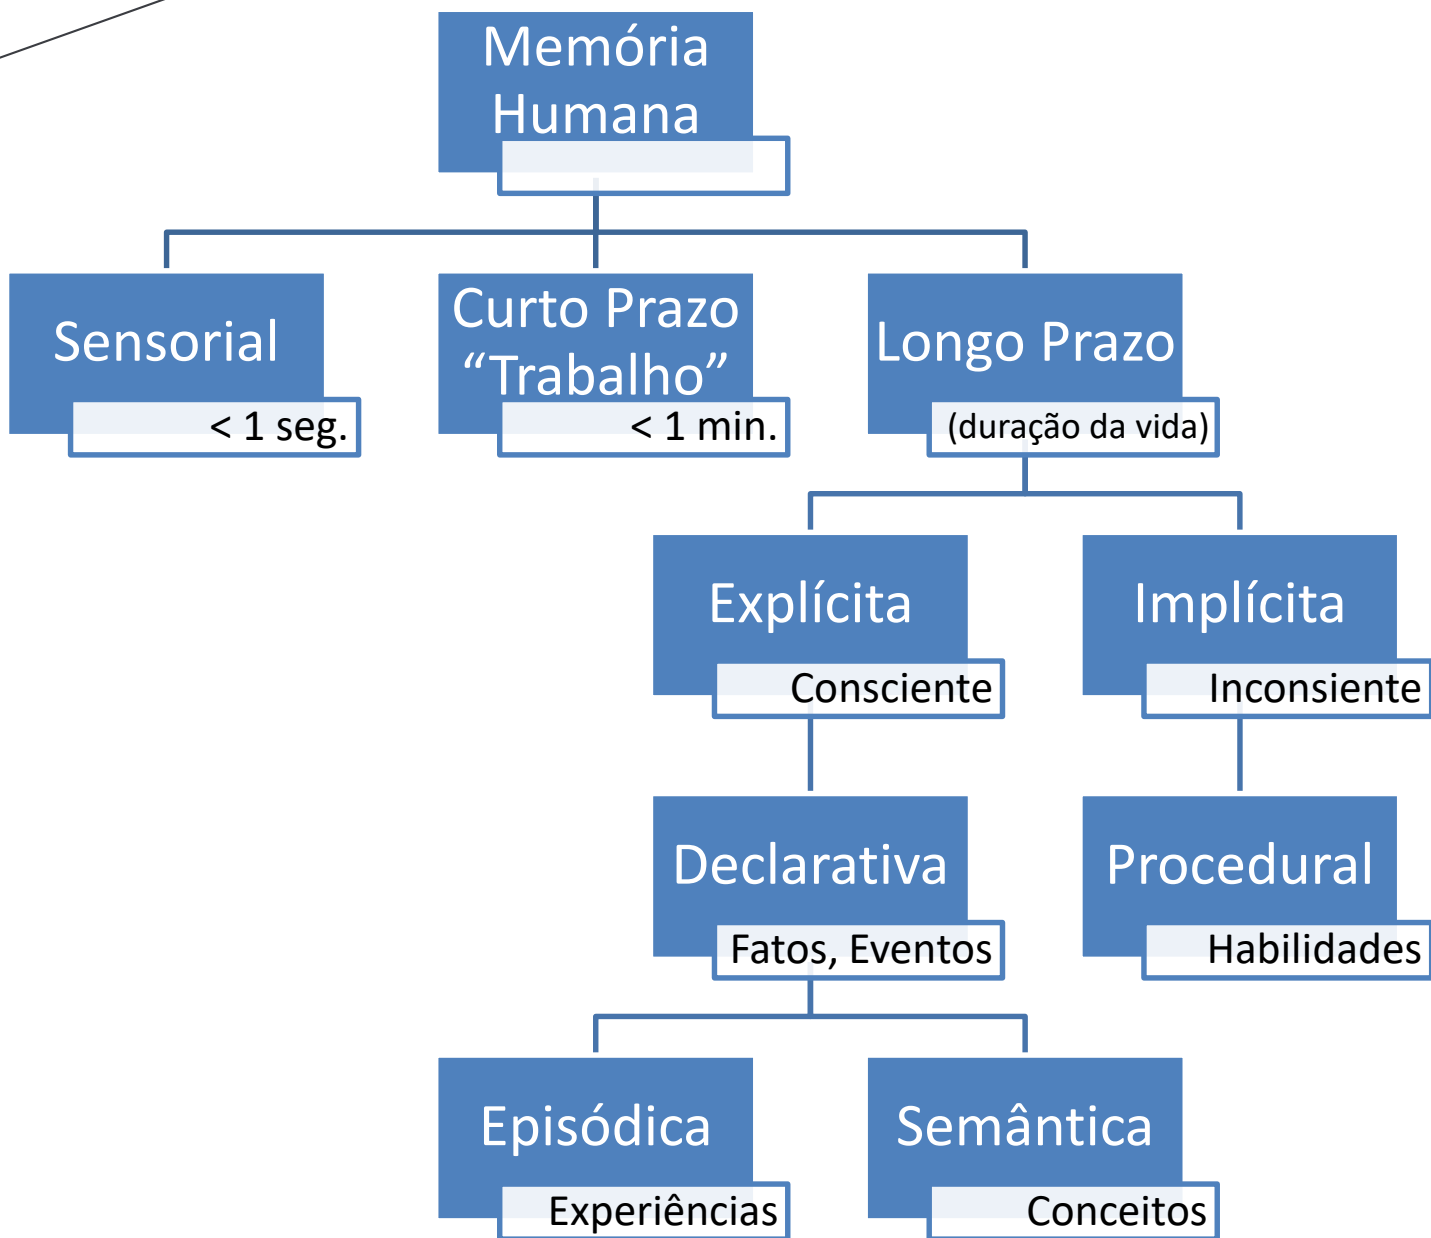 Memória
Humana
Sensorial
< 1 seg.
Curto Prazo
“Trabalho”
< 1 min.
Longo Prazo
(duração da vida)
Explícita
Consciente
Implícita
Inconsiente
Declarativa
Fatos, Eventos
Procedural
Habilidades
Episódica
Experiências
Semântica
Conceitos